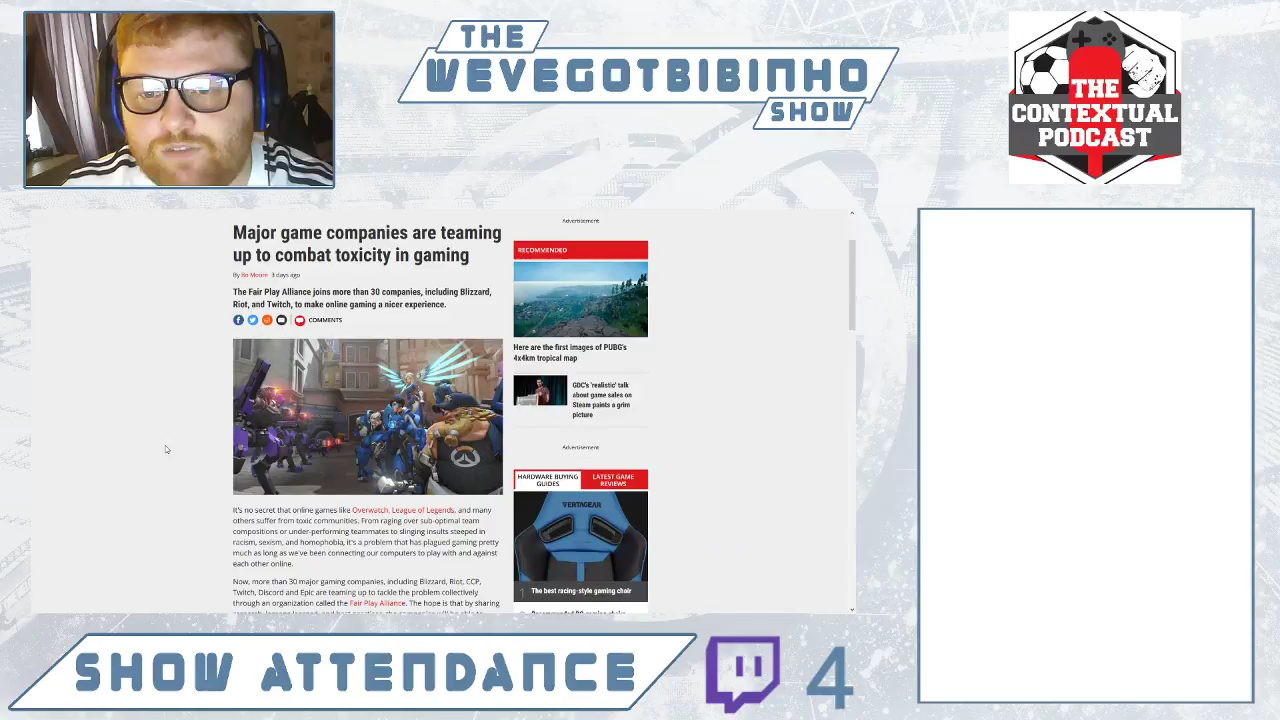 THE
WEVEGOTBIBINHO
SHOW
THE
CONTEXTUAL
PODCAST
Major game companies are teaming
up to combat toxicity in gaming
By Bo Moore 3 days ago
The Fair Play Alliance joins more than 30 companies, including Blizzard,
Riot, and Twitch, to make online gaming a nicer experience.
COMMENTS
It's no secret that online games like Overwatch, League of Legends, and many
others suffer from toxic communities. From raging over sub-optimal team
compositions or under-performing teammates to slinging insults steeped in
racism, sexism, and homophobia, it's a problem that has plagued gaming pretty
much as long as we've been connecting our computers to play with and against
each other online.
Now, more than 30 major gaming companies, including Blizzard, Riot, CCP,
Twitch, Discord and Epic are teaming up to tackle the problem collectively
through an organization called the Fair Play Alliance. The hope is that by sharing
Advertisement
RECOMMENDED
Here are the first images of PUBG's
4x4km tropical map
GDC's 'realistic' talk
about game sales on
Steam paints a grim
picture
Advertisement
HARDWARE BUYING
GUIDES
LATEST GAME
REVIEWS
VERTAGEAR
1 The best racing-style gaming chair
SHOW ATTENDANCE
4